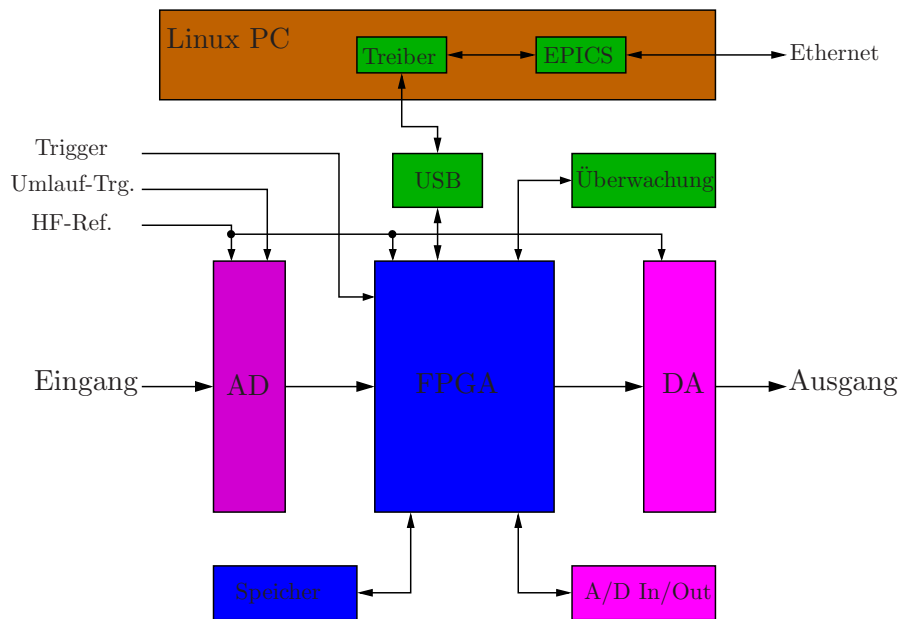 Linux PC
Treiber
EPICS
Ethernet
Trigger
Umlauf-Trg.
HF-Ref.
USB
Überwachung
Eingang
AD
FPGA
DA
Ausgang
Speicher
A/D In/Out